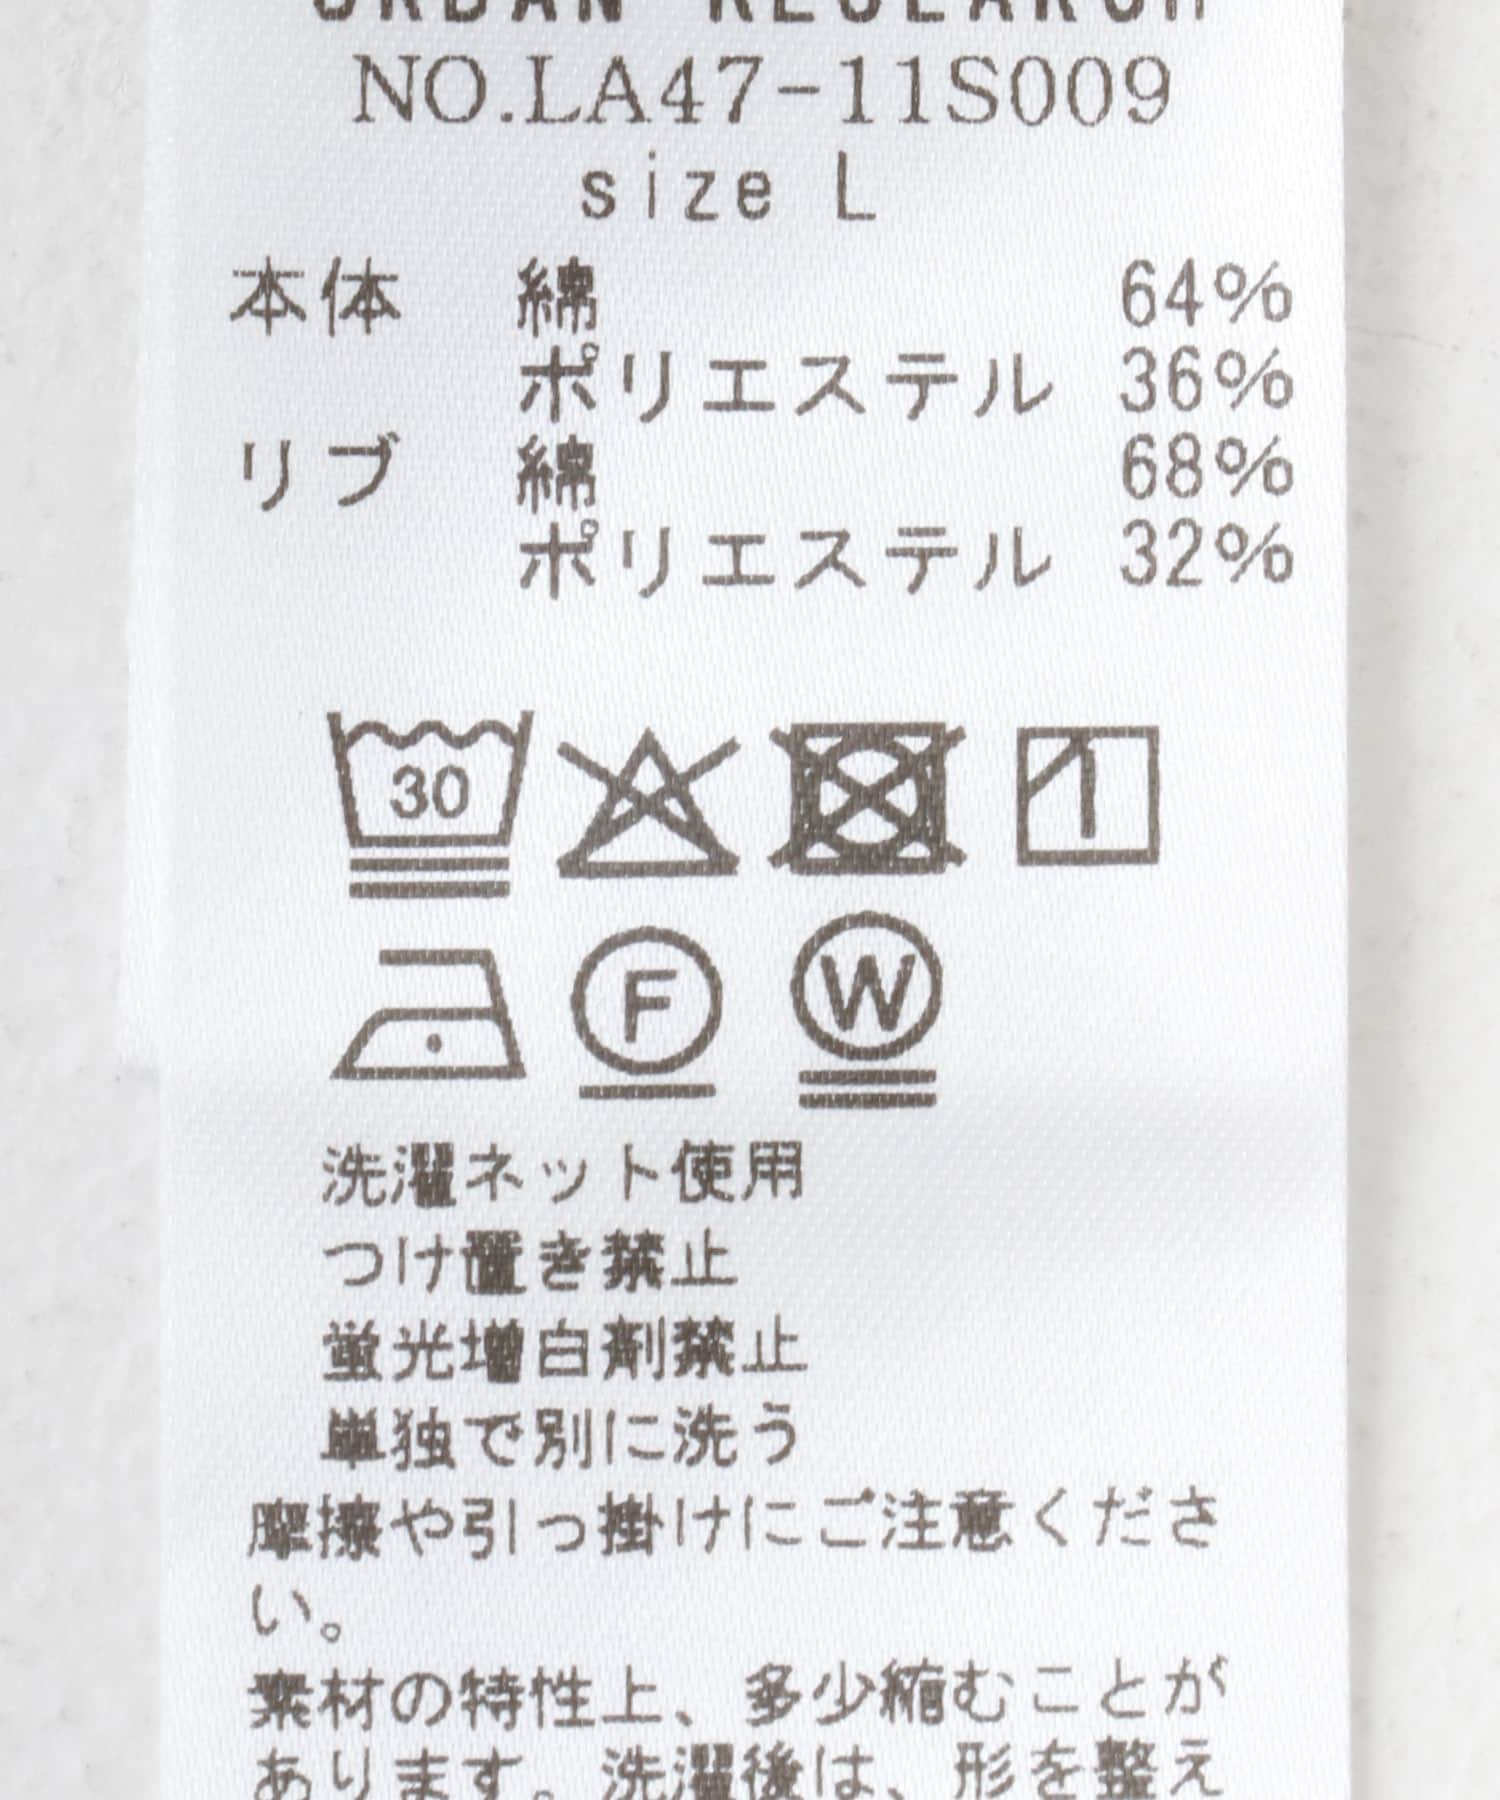 URBAN RESEARCH
NO.LA47-11S009
size L
本体 綿 64%
ポリエステル 36%
リブ 綿 68%
ポリエステル 32%
30
F W
洗濯ネット使用
つけ置き禁止
蛍光増白剤禁止
単独で別に洗う
摩擦や引っ掛けにご注意くださ
い。
素材の特性上、多少縮むことが
あります。洗濯後は、形を整え